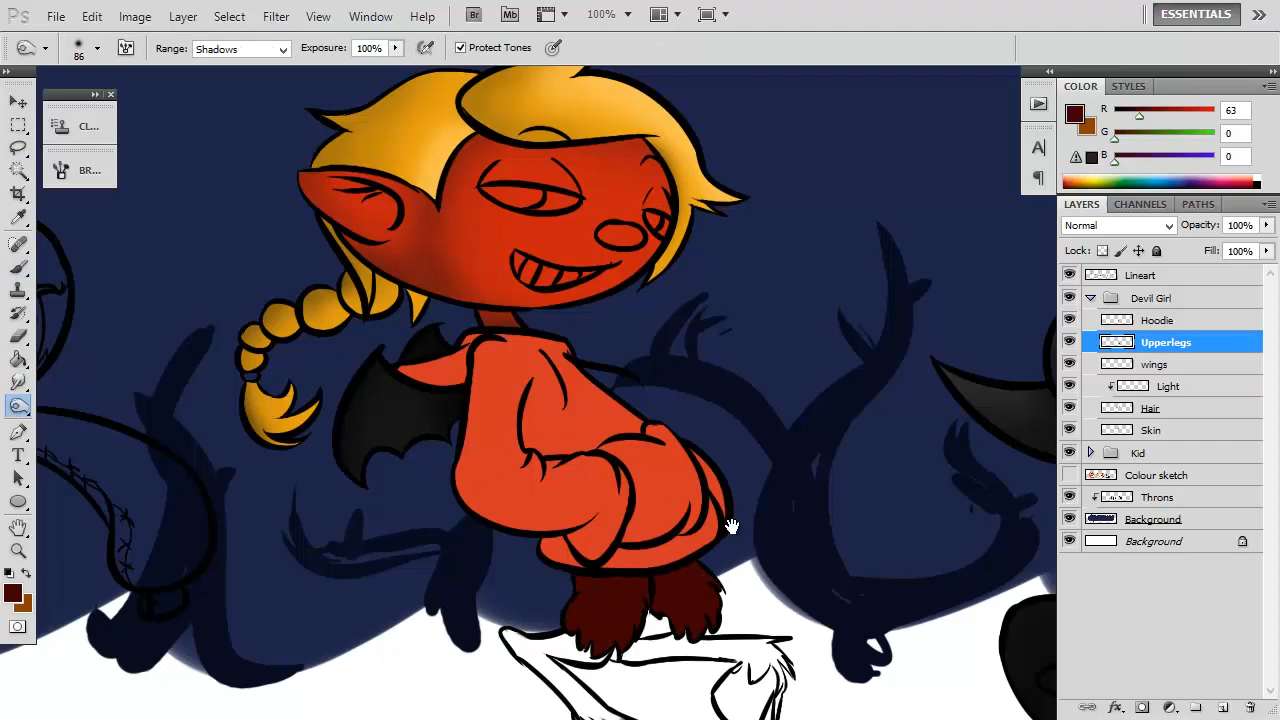 Ps File Edit Image Layer Select Filter View Window Help Br Mb 100% ESSENTIALS
86 Range: Shadows Exposure: 100% Protect Tones
COLOR STYLES
CL...
BR...
R 63
G 0
B 0
A
LAYERS CHANNELS PATHS
Normal Opacity: 100%
Lock: Fill: 100%
Lineart
Devil Girl
Hoodie
Upperlegs
wings
Light
Hair
Skin
Kid
Colour sketch
Throns
Background
Background
T
fx